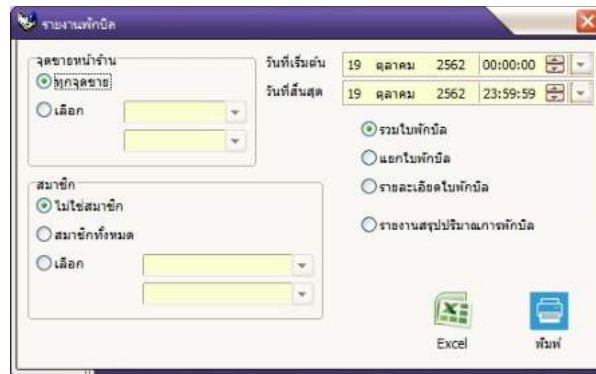 รายงานพักบิล
จุดขายหน้าร้าน
ทุกจุดขาย
เลือก
วันที่เริ่มต้น 19 ตุลาคม 2562 00:00:00
วันที่สิ้นสุด 19 ตุลาคม 2562 23:59:59
รวมใบพักบิล
แยกใบพักบิล
รายละเอียดใบพักบิล
รายงานสรุปปริมาณการพักบิล
สมาชิก
ไม่ใช่สมาชิก
สมาชิกทั้งหมด
เลือก
Excel
พิมพ์